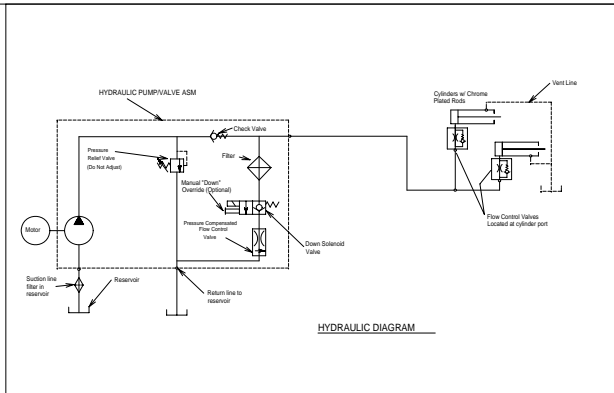 HYDRAULIC PUMP/VALVE ASM
Cylinders w/ Chrome
Plated Rods
Vent Line
Check Valve
Pressure
Relief Valve
(Do Not Adjust)
Filter
Manual "Down"
Override (Optional)
Pressure Compensated
Flow Control
Valve
Down Solenoid
Valve
Flow Control Valves
Located at cylinder port
Motor
Suction line
filter in
reservoir
Reservoir
Return line to
reservoir
HYDRAULIC DIAGRAM